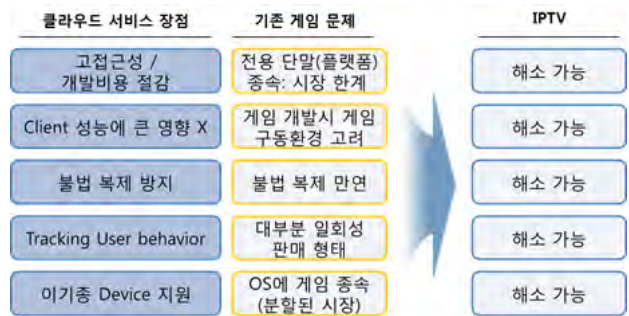 클라우드 서비스 장점
기존 게임 문제
IPTV
고접근성 /
개발비용 절감
전용 단말(플랫폼)
종속: 시장 한계
해소 가능
Client 성능에 큰 영향 X
게임 개발시 게임
구동환경 고려
해소 가능
불법 복제 방지
불법 복제 만연
해소 가능
Tracking User behavior
대부분 일회성
판매 형태
해소 가능
이기종 Device 지원
OS에 게임 종속
(분할된 시장)
해소 가능